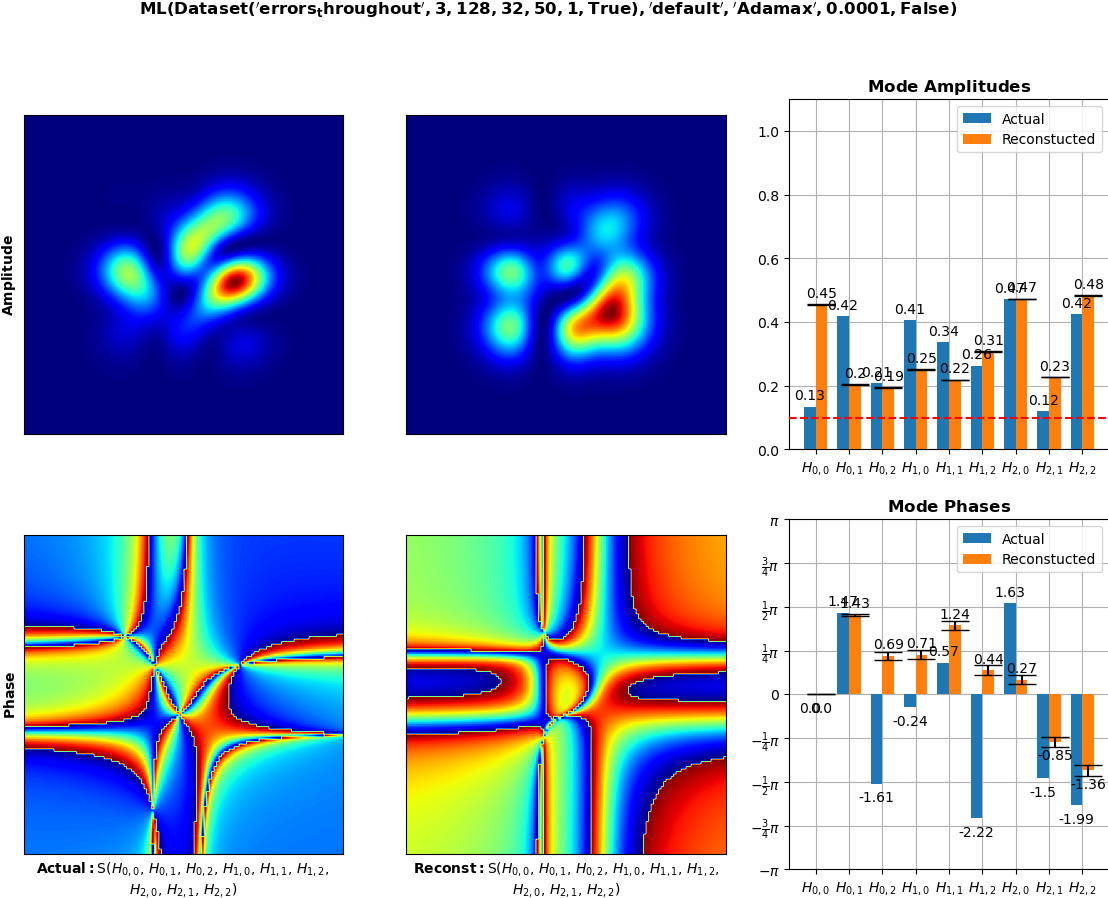 ML(Dataset('errors_throughout', 3, 128, 32, 50, 1, True), 'default', 'Adamax', 0.0001, False)
Amplitude
Mode Amplitudes
Actual
Reconstucted
1.0
0.8
0.6
0.4
0.2
0.0
0.13
0.45
0.42
0.2
0.21
0.19
0.41
0.25
0.34
0.22
0.26
0.31
0.47
0.47
0.12
0.23
0.42
0.48
H0,0 H0,1 H0,2 H1,0 H1,1 H1,2 H2,0 H2,1 H2,2
Phase
Mode Phases
Actual
Reconstucted
π
3/4π
1/2π
1/4π
0
−1/4π
−1/2π
−3/4π
−π
0.0
0.0
1.47
1.43
-1.61
0.69
-0.24
0.71
0.57
1.24
-2.22
0.44
1.63
0.27
-1.5
-0.85
-1.99
-1.36
H0,0 H0,1 H0,2 H1,0 H1,1 H1,2 H2,0 H2,1 H2,2
Actual: S(H0,0, H0,1, H0,2, H1,0, H1,1, H1,2,
H2,0, H2,1, H2,2)
Reconst: S(H0,0, H0,1, H0,2, H1,0, H1,1, H1,2,
H2,0, H2,1, H2,2)